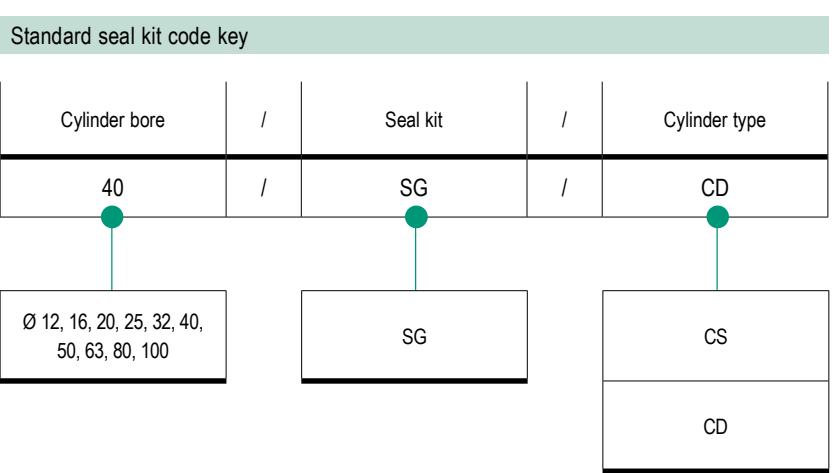 Standard seal kit code key
Cylinder bore / Seal kit / Cylinder type
40 / SG / CD
Ø 12, 16, 20, 25, 32, 40,
50, 63, 80, 100
SG
CS
CD